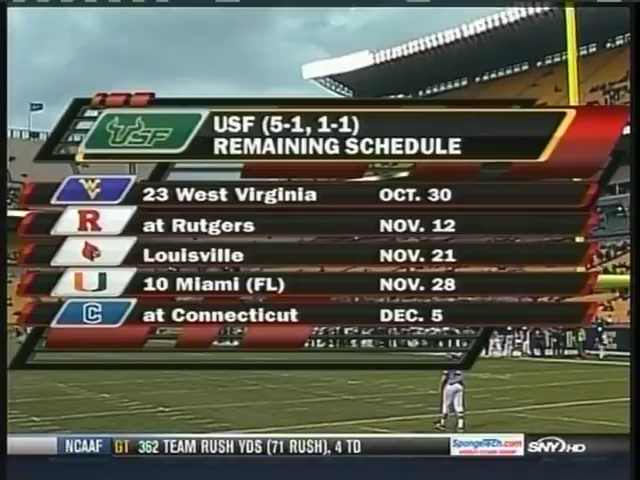 USF
USF (5-1, 1-1)
REMAINING SCHEDULE
WV 23 West Virginia OCT. 30
R at Rutgers NOV. 12
Louisville NOV. 21
U 10 Miami (FL) NOV. 28
C at Connecticut DEC. 5
NCAAF GT 362 TEAM RUSH YDS (71 RUSH), 4 TD SpongeTech.com SNY HD